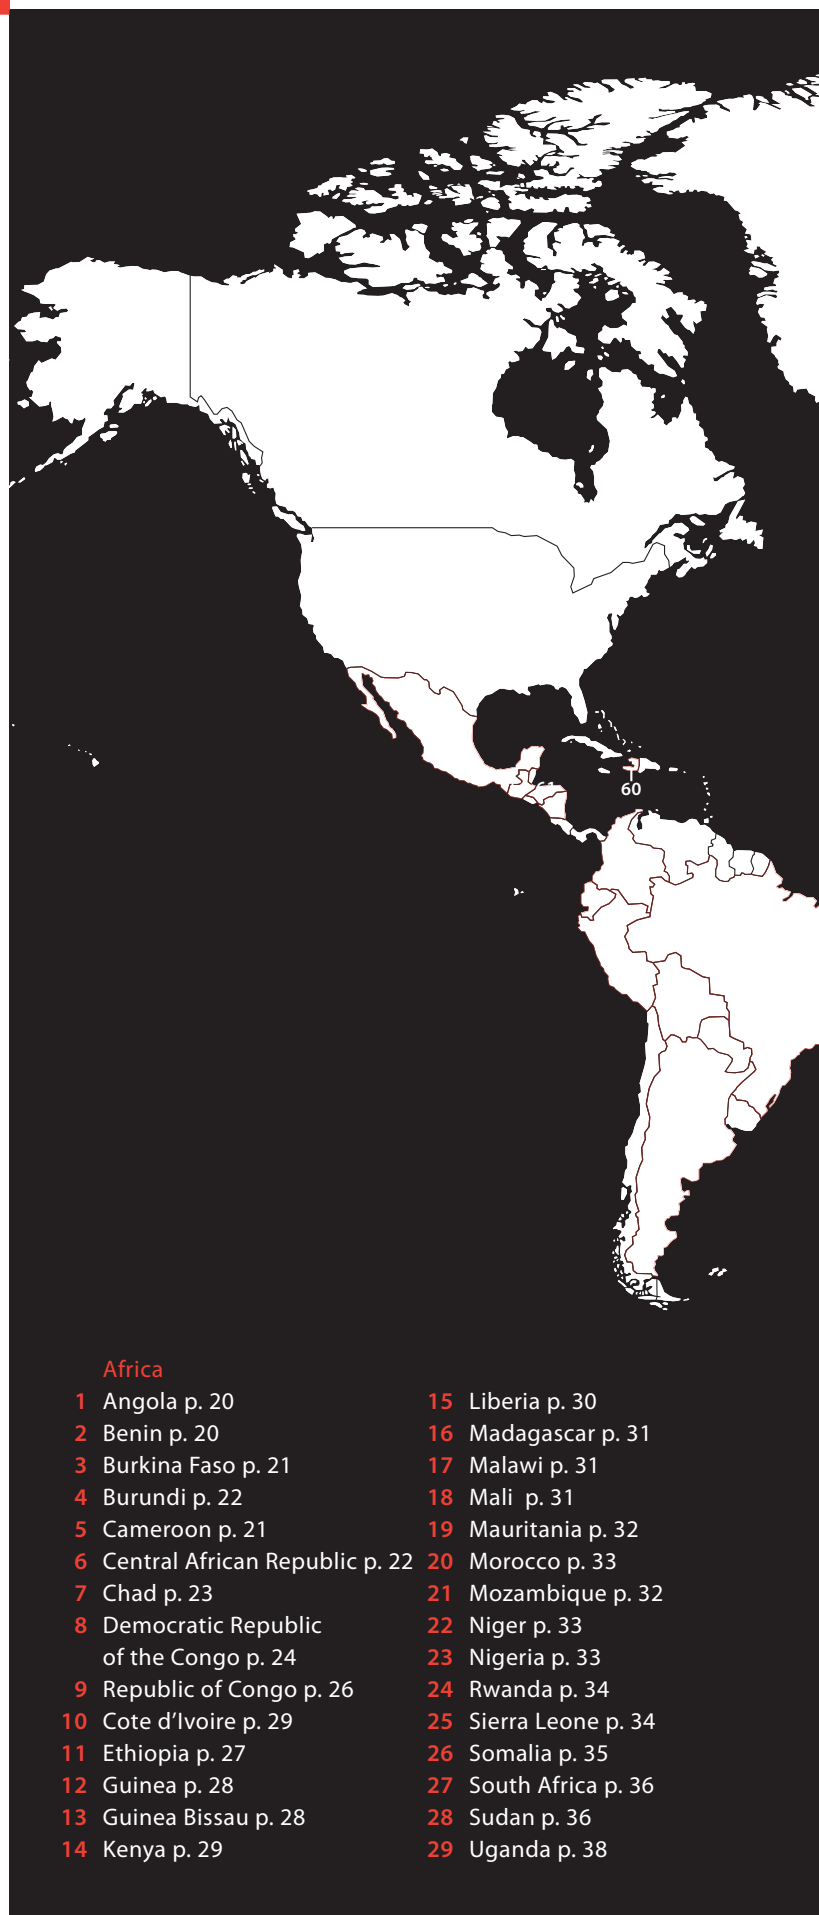 60
Africa
1 Angola p. 20
2 Benin p. 20
3 Burkina Faso p. 21
4 Burundi p. 22
5 Cameroon p. 21
6 Central African Republic p. 22
7 Chad p. 23
8 Democratic Republic
of the Congo p. 24
9 Republic of Congo p. 26
10 Cote d’Ivoire p. 29
11 Ethiopia p. 27
12 Guinea p. 28
13 Guinea Bissau p. 28
14 Kenya p. 29
15 Liberia p. 30
16 Madagascar p. 31
17 Malawi p. 31
18 Mali p. 31
19 Mauritania p. 32
20 Morocco p. 33
21 Mozambique p. 32
22 Niger p. 33
23 Nigeria p. 33
24 Rwanda p. 34
25 Sierra Leone p. 34
26 Somalia p. 35
27 South Africa p. 36
28 Sudan p. 36
29 Uganda p. 38